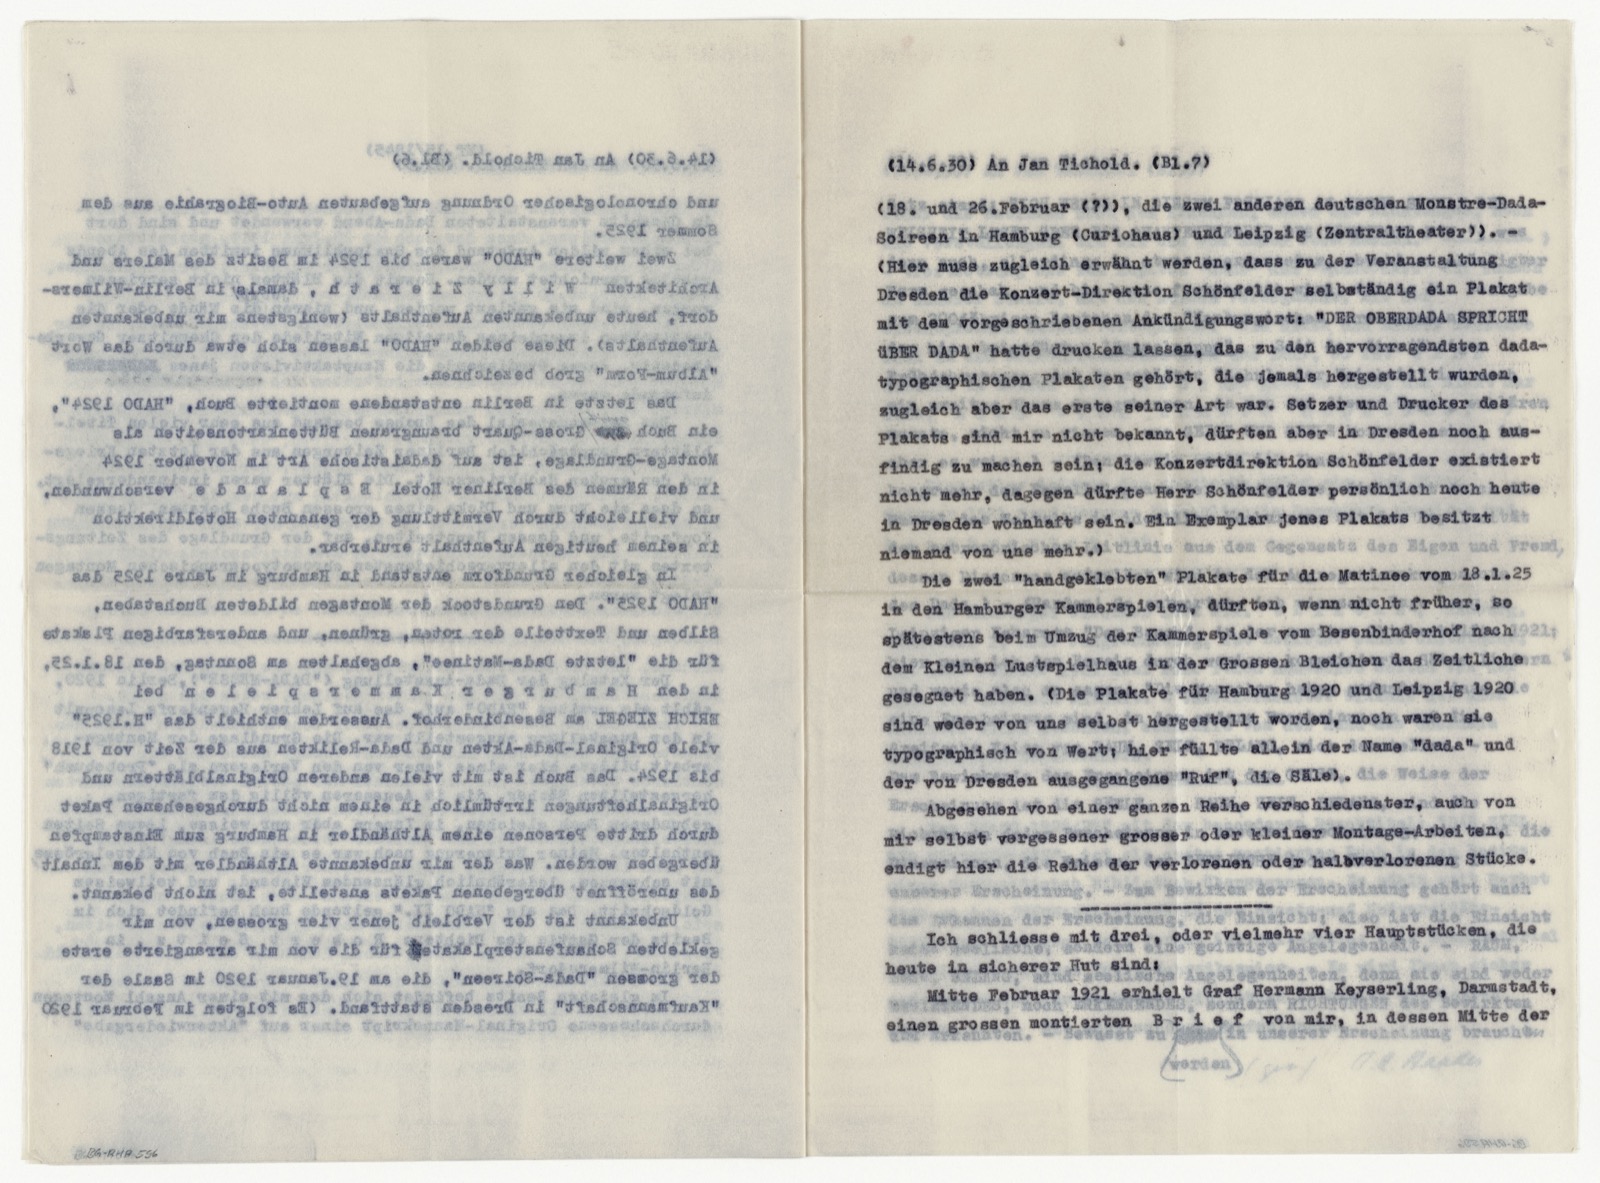 (14.6.30) An Jan Tichold. (Bl.6)
und chronologischer Ordnung aufgebauten Auto-Biograhie aus dem
Sommer 1925.
Zwei weitere "HADO" waren bis 1924 im Besitz des Malers und
Architekten W i l l y Z i e r a t h , damals in Berlin-Wilmers-
dorf, heute unbekannten Aufenthalts (wenigstens mir unbekannten
Aufenthalts). Diese beiden "HADO" lassen sich etwa durch das Wort
"Album-Form" grob bezeichnen.
Das letzte in Berlin entstandene montierte Buch, "HADO 1924",
ein Buch Gross-Quart braungrauen Büttenkartonseiten als
Montage-Grundlage, ist auf dadaistische Art im November 1924
in den Räumen des Berliner Hotel E s p l a n a d e verschwunden,
und vielleicht durch Vermittlung der genannten Hoteldirektion
in seinem heutigen Aufenthalt eruierbar.
In gleicher Grundform entstand in Hamburg im Jahre 1925 das
"HADO 1925". Den Grundstock der Montagen bildeten Buchstaben,
Silben und Textteile der roten, grünen, und andersfarbigen Plakate
für die "letzte Dada-Matinee", abgehalten am Sonntag, den 18.1.25,
in den H a m b u r g e r K a m m e r s p i e l e n bei
ERICH ZIEGEL am Besenbinderhof. Ausserdem enthielt das "H.1925"
viele Original-Dada-Akten und Dada-Relikten aus der Zeit von 1918
bis 1924. Das Buch ist mit vielen anderen Originalblättern und
Originalheftungen irrtümlich in einem nicht durchgesehenen Paket
durch dritte Personen einem Althändler in Hamburg zum Einstampfen
übergeben worden. Was der mir unbekannte Althändler mit dem Inhalt
des uneröffnet übergebenen Pakets anstellte, ist nicht bekannt.
Unbekannt ist der Verbleib jener vier grossen, von mir
geklebten Schaufensterplakate für die von mir arrangierte erste
der grossen "Dada-Soireen", die am 19.Januar 1920 im Saale der
"Kaufmannschaft" in Dresden stattfand. (Es folgten im Februar 1920
BG-RHA 556
(14.6.30) An Jan Tichold. (Bl.7)
(18. und 26.Februar (?)), die zwei anderen deutschen Monstre-Dada-
Soireen in Hamburg (Curiohaus) und Leipzig (Zentraltheater)). -
(Hier muss zugleich erwähnt werden, dass zu der Veranstaltung
Dresden die Konzert-Direktion Schönfelder selbständig ein Plakat
mit dem vorgeschriebenen Ankündigungswort: "DER OBERDADA SPRICHT
ÜBER DADA" hatte drucken lassen, das zu den hervorragendsten dada-
typographischen Plakaten gehört, die jemals hergestellt wurden,
zugleich aber das erste seiner Art war. Setzer und Drucker des
Plakats sind mir nicht bekannt, dürften aber in Dresden noch aus-
findig zu machen sein; die Konzertdirektion Schönfelder existiert
nicht mehr, dagegen dürfte Herr Schönfelder persönlich noch heute
in Dresden wohnhaft sein. Ein Exemplar jenes Plakats besitzt
niemand von uns mehr.)
Die zwei "handgeklebten" Plakate für die Matinee vom 18.1.25
in den Hamburger Kammerspielen, dürften, wenn nicht früher, so
spätestens beim Umzug der Kammerspiele vom Besenbinderhof nach
dem Kleinen Lustspielhaus in der Grossen Bleichen das Zeitliche
gesegnet haben. (Die Plakate für Hamburg 1920 und Leipzig 1920
sind weder von uns selbst hergestellt worden, noch waren sie
typographisch von Wert; hier füllte allein der Name "dada" und
der von Dresden ausgegangene "Ruf", die Säle).
Abgesehen von einer ganzen Reihe verschiedenster, auch von
mir selbst vergessener grosser oder kleiner Montage-Arbeiten,
endigt hier die Reihe der verlorenen oder halbverlorenen Stücke.
Ich schliesse mit drei, oder vielmehr vier Hauptstücken, die
heute in sicherer Hut sind:
Mitte Februar 1921 erhielt Graf Hermann Keyserling, Darmstadt,
einen grossen montierten B r i e f von mir, in dessen Mitte der
(werden)